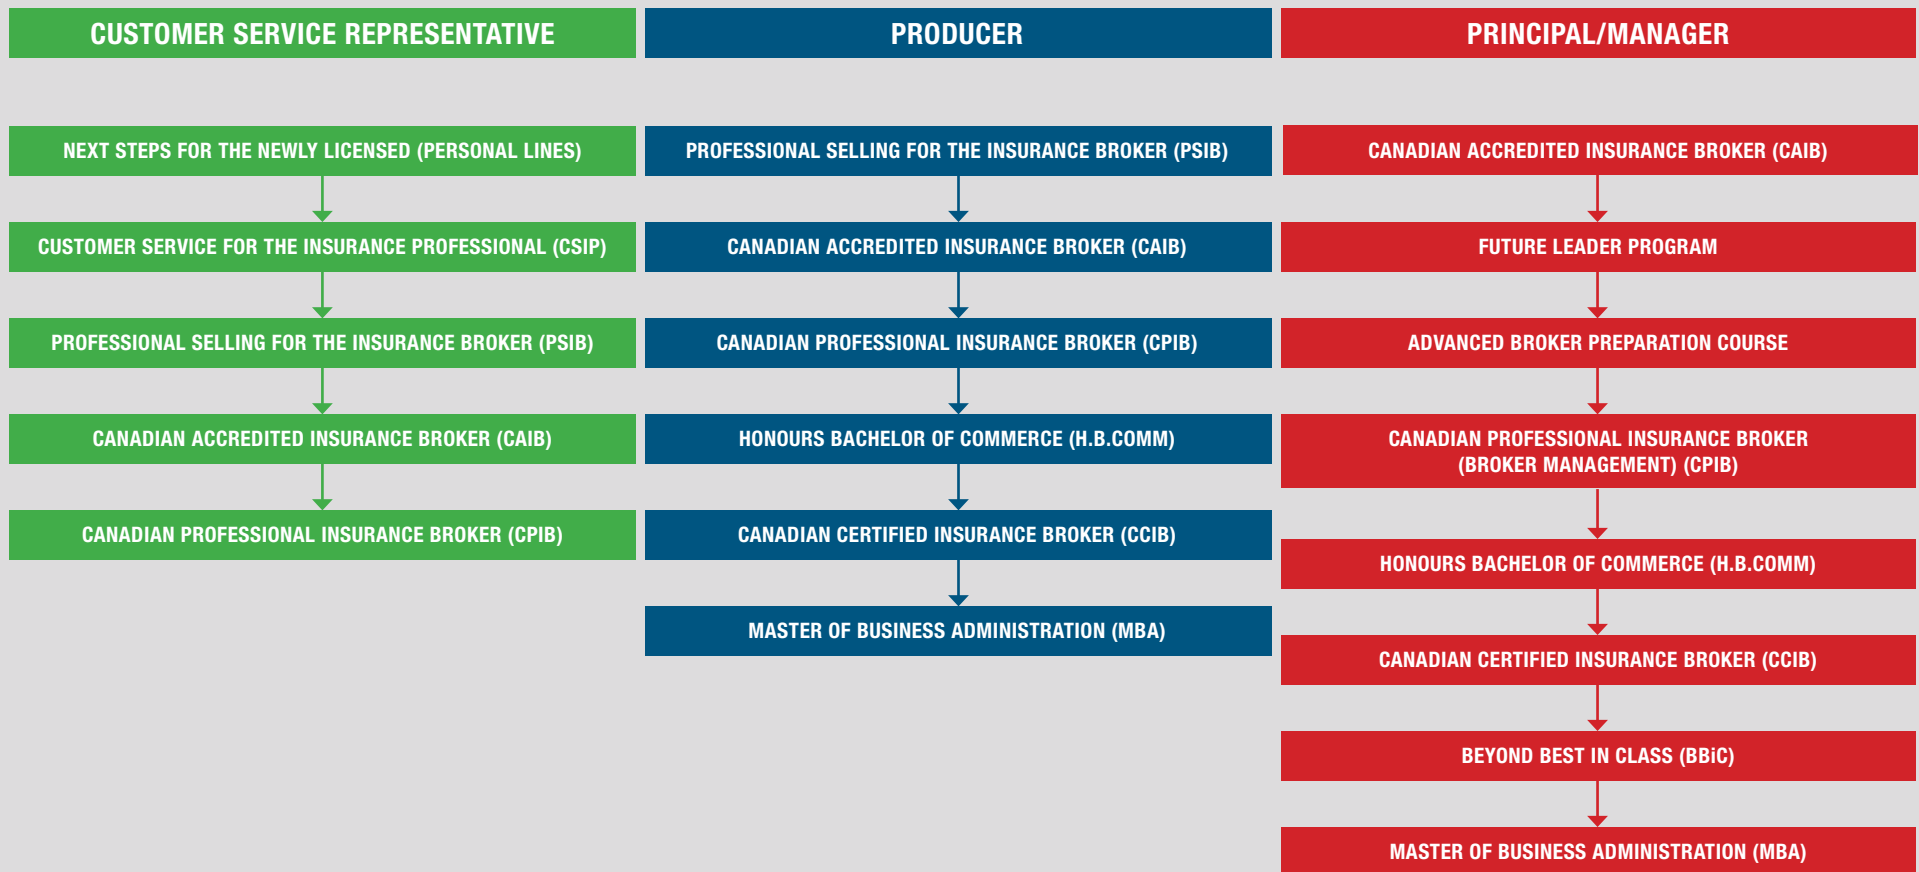 CUSTOMER SERVICE REPRESENTATIVE
NEXT STEPS FOR THE NEWLY LICENSED (PERSONAL LINES)
CUSTOMER SERVICE FOR THE INSURANCE PROFESSIONAL (CSIP)
PROFESSIONAL SELLING FOR THE INSURANCE BROKER (PSIB)
CANADIAN ACCREDITED INSURANCE BROKER (CAIB)
CANADIAN PROFESSIONAL INSURANCE BROKER (CPIB)
PRODUCER
PROFESSIONAL SELLING FOR THE INSURANCE BROKER (PSIB)
CANADIAN ACCREDITED INSURANCE BROKER (CAIB)
CANADIAN PROFESSIONAL INSURANCE BROKER (CPIB)
HONOURS BACHELOR OF COMMERCE (H.B.COMM)
CANADIAN CERTIFIED INSURANCE BROKER (CCIB)
MASTER OF BUSINESS ADMINISTRATION (MBA)
PRINCIPAL/MANAGER
CANADIAN ACCREDITED INSURANCE BROKER (CAIB)
FUTURE LEADER PROGRAM
ADVANCED BROKER PREPARATION COURSE
CANADIAN PROFESSIONAL INSURANCE BROKER
(BROKER MANAGEMENT) (CPIB)
HONOURS BACHELOR OF COMMERCE (H.B.COMM)
CANADIAN CERTIFIED INSURANCE BROKER (CCIB)
BEYOND BEST IN CLASS (BBiC)
MASTER OF BUSINESS ADMINISTRATION (MBA)